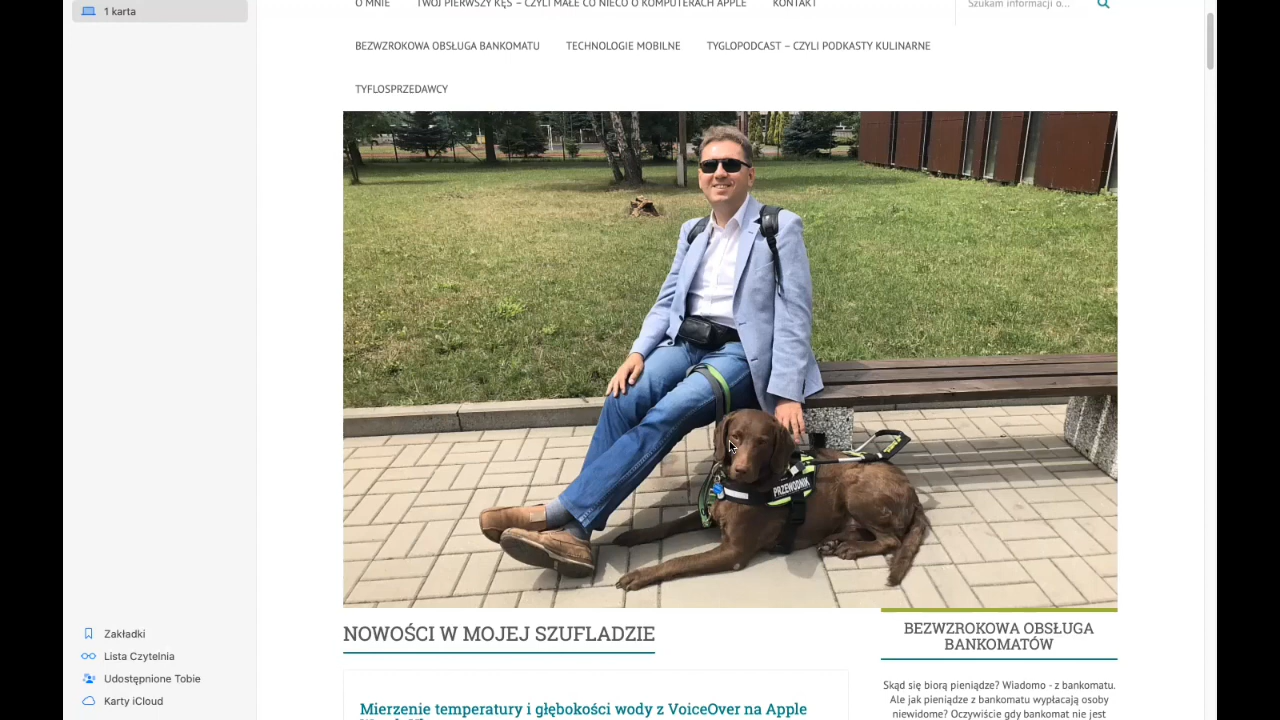 1 karta
O MNIE TWÓJ PIERWSZY KĘS – CZYLI MAŁE CO NIECO O KOMPUTERACH APPLE KONTAKT
Szukam informacji o...
BEZWZROKOWA OBSŁUGA BANKOMATU TECHNOLOGIE MOBILNE TYGLOPODCAST – CZYLI PODKASTY KULINARNE
TYFLOSPRZEDAWCY
PRZEWODNIK
NOWOŚCI W MOJEJ SZUFLADZIE
Mierzenie temperatury i głębokości wody z VoiceOver na Apple
BEZWZROKOWA OBSŁUGA
BANKOMATÓW
Skąd się biorą pieniądze? Wiadomo - z bankomatu.
Ale jak pieniądze z bankomatu wypłacają osoby
niewidome? Oczywiście gdy bankomat nie jest
Zakładki
Lista Czytelnia
Udostępnione Tobie
Karty iCloud